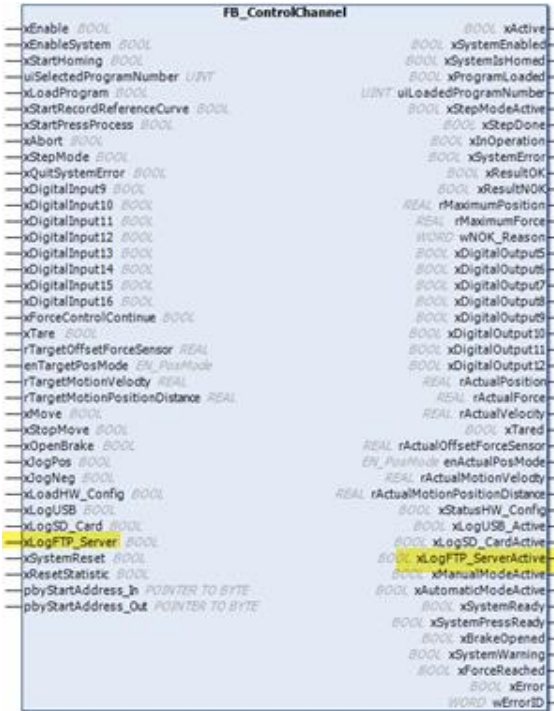 FB_ControlChannel
xEnable BOOL
xEnableSystem BOOL
xStartHoming BOOL
uiSelectedProgramNumber UINT
xLoadProgram BOOL
xStartRecordReferenceCurve BOOL
xStartPressProcess BOOL
xAbort BOOL
xStepMode BOOL
xQuitSystemError BOOL
xDigitalInput9 BOOL
xDigitalInput10 BOOL
xDigitalInput11 BOOL
xDigitalInput12 BOOL
xDigitalInput13 BOOL
xDigitalInput14 BOOL
xDigitalInput15 BOOL
xDigitalInput16 BOOL
xForceControlContinue BOOL
xTare BOOL
rTargetOffsetForceSensor REAL
enTargetPosMode EN_PosMode
rTargetMotionVelocity REAL
rTargetMotionPositionDistance REAL
xMove BOOL
xStopMove BOOL
xOpenBrake BOOL
xJogPos BOOL
xJogNeg BOOL
xLoadHW_Config BOOL
xLogUSB BOOL
xLogSD_Card BOOL
xLogFTP_Server BOOL
xSystemReset BOOL
xResetStatistic BOOL
pbyStartAddress_In POINTER TO BYTE
pbyStartAddress_Out POINTER TO BYTE
BOOL xActive
BOOL xSystemEnabled
BOOL xSystemIsHomed
BOOL xProgramLoaded
UINT uiLoadedProgramNumber
BOOL xStepModeActive
BOOL xStepDone
BOOL xInOperation
BOOL xSystemError
BOOL xResultOK
BOOL xResultNOK
REAL rMaximumPosition
REAL rMaximumForce
WORD wNOK_Reason
BOOL xDigitalOutput5
BOOL xDigitalOutput6
BOOL xDigitalOutput7
BOOL xDigitalOutput8
BOOL xDigitalOutput9
BOOL xDigitalOutput10
BOOL xDigitalOutput11
BOOL xDigitalOutput12
REAL rActualPosition
REAL rActualForce
REAL rActualVelocity
BOOL xTared
REAL rActualOffsetForceSensor
EN_PosMode enActualPosMode
REAL rActualMotionVelocity
REAL rActualMotionPositionDistance
BOOL xStatusHW_Config
BOOL xLogUSB_Active
BOOL xLogSD_CardActive
BOOL xLogFTP_ServerActive
BOOL xManualModeActive
BOOL xAutomaticModeActive
BOOL xSystemReady
BOOL xSystemPressReady
BOOL xBrakeOpened
BOOL xSystemWarning
BOOL xForceReached
BOOL xError
WORD wErrorID